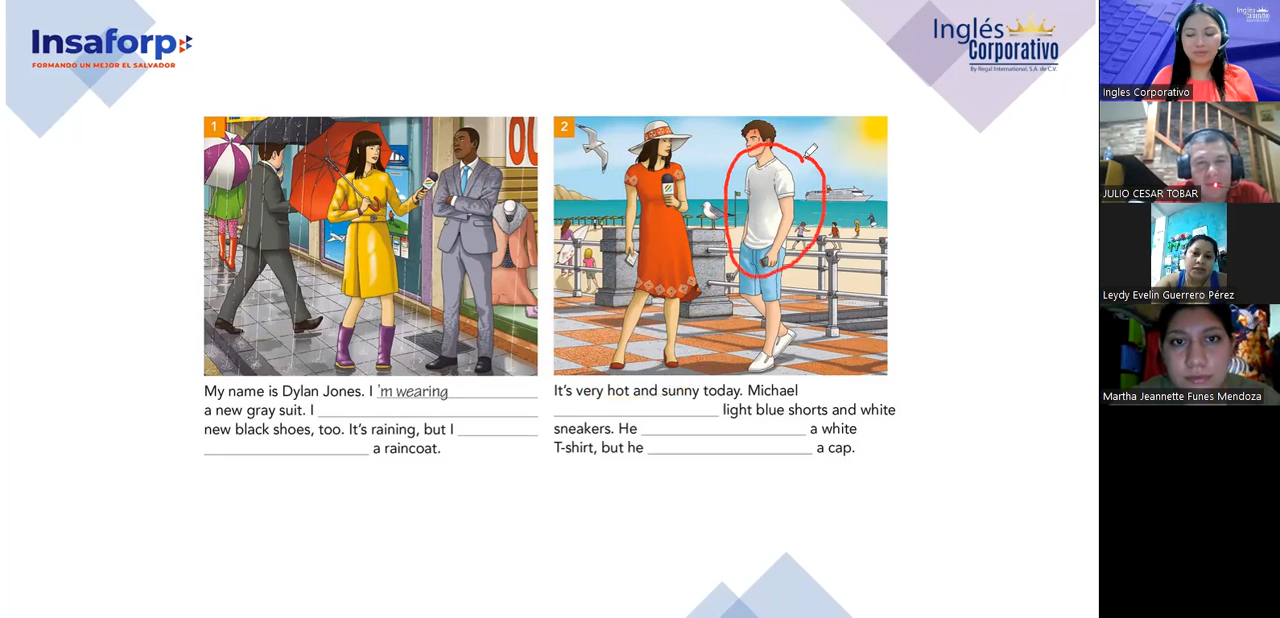 Insaforp
FORMANDO UN MEJOR EL SALVADOR
Inglés
Corporativo
By Regal International, S.A. de C.V.
1
2
My name is Dylan Jones. I 'm wearing
a new gray suit. I
new black shoes, too. It's raining, but I
a raincoat.
It's very hot and sunny today. Michael
light blue shorts and white
sneakers. He a white
T-shirt, but he a cap.
Ingles Corporativo
JULIO CESAR TOBAR
Leydy Evelin Guerrero Pérez
Martha Jeannette Funes Mendoza